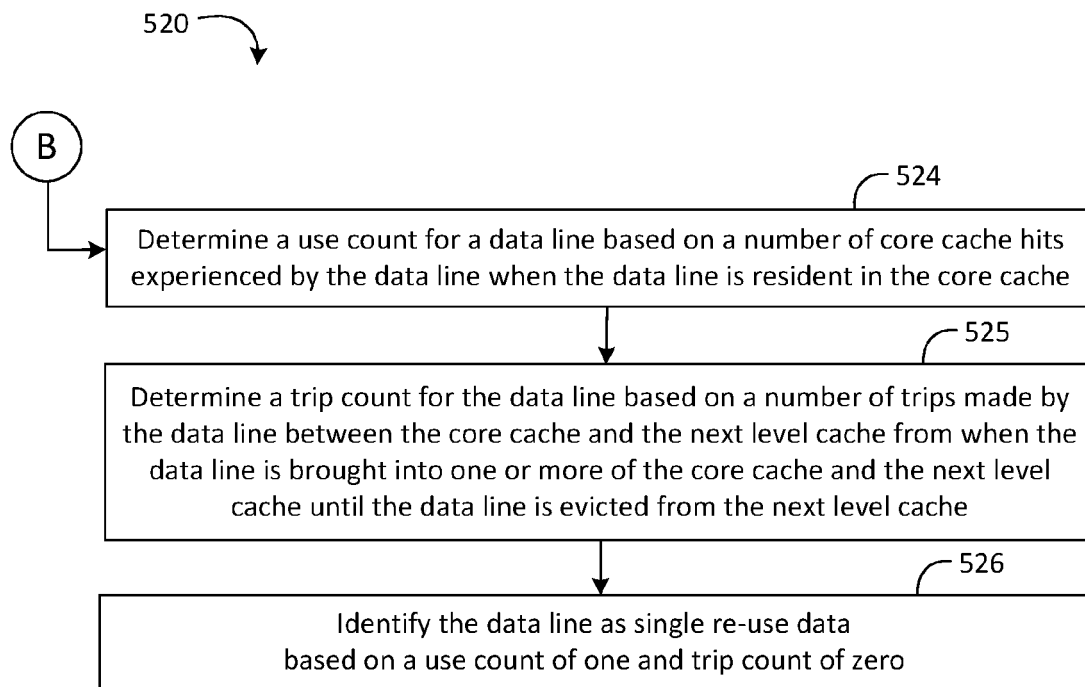 520
B
524
Determine a use count for a data line based on a number of core cache hits
experienced by the data line when the data line is resident in the core cache
525
Determine a trip count for the data line based on a number of trips made by
the data line between the core cache and the next level cache from when the
data line is brought into one or more of the core cache and the next level
cache until the data line is evicted from the next level cache
526
Identify the data line as single re-use data
based on a use count of one and trip count of zero